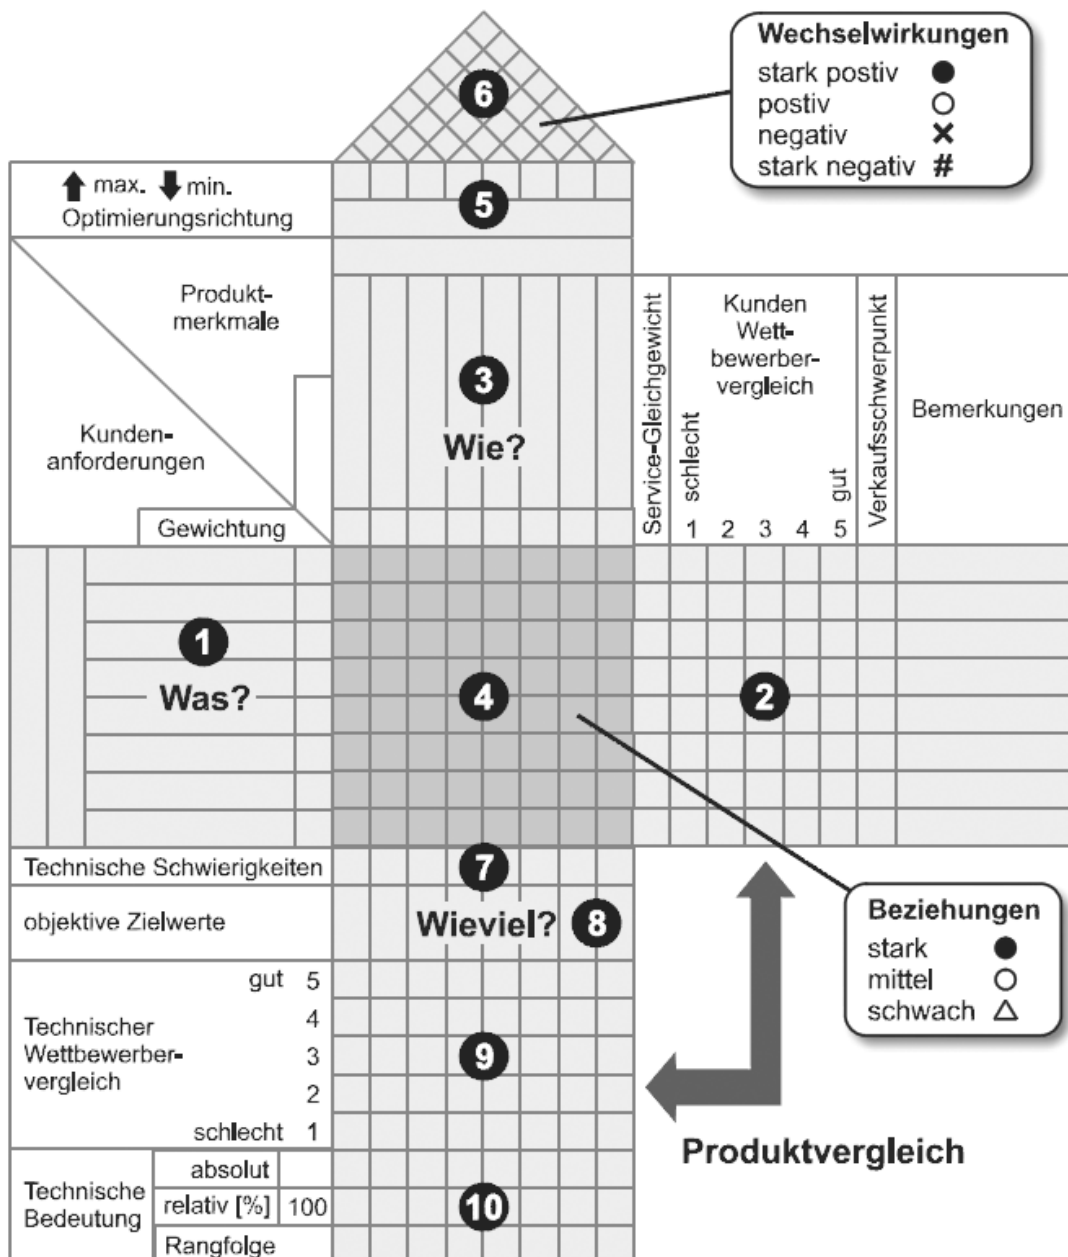 Wechselwirkungen
stark postiv ●
postiv ○
negativ ✕
stark negativ #
6
max. min.
Optimierungsrichtung
5
Produkt-
merkmale
Kunden-
anforderungen
Gewichtung
3
Wie?
Service-Gleichgewicht
Kunden
Wett-
bewerber-
vergleich
schlecht
gut
1 2 3 4 5
Verkaufsschwerpunkt
Bemerkungen
1
Was?
4
2
Technische Schwierigkeiten
7
objektive Zielwerte
Wieviel?
8
Beziehungen
stark ●
mittel ○
schwach △
gut 5
4
3
2
schlecht 1
Technischer
Wettbewerber-
vergleich
9
Produktvergleich
Technische
Bedeutung
absolut
relativ [%] 100
Rangfolge
10